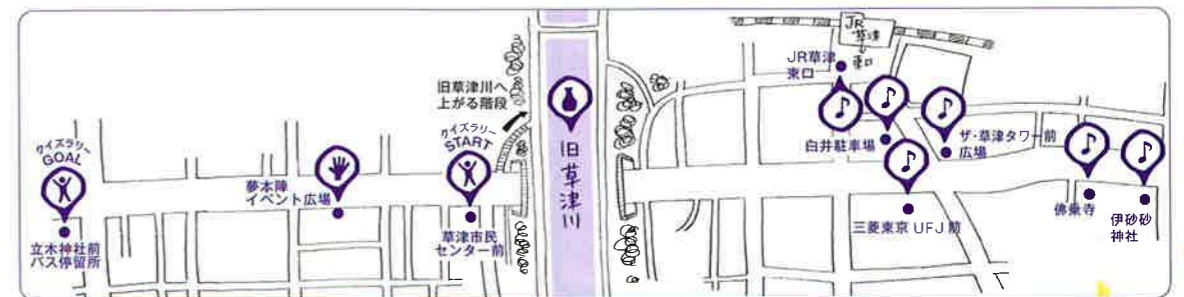 クイズラリー
GOAL
立木神社前
バス停留所
夢本陣
イベント広場
クイズラリー
START
草津市民
センター前
旧草津川へ
上がる階段
旧草津川
JR
草津
東口
JR草津
東口
白井駐車場
ザ・草津タワー前
広場
三菱東京 UFJ 前
佛乗寺
伊砂砂
神社